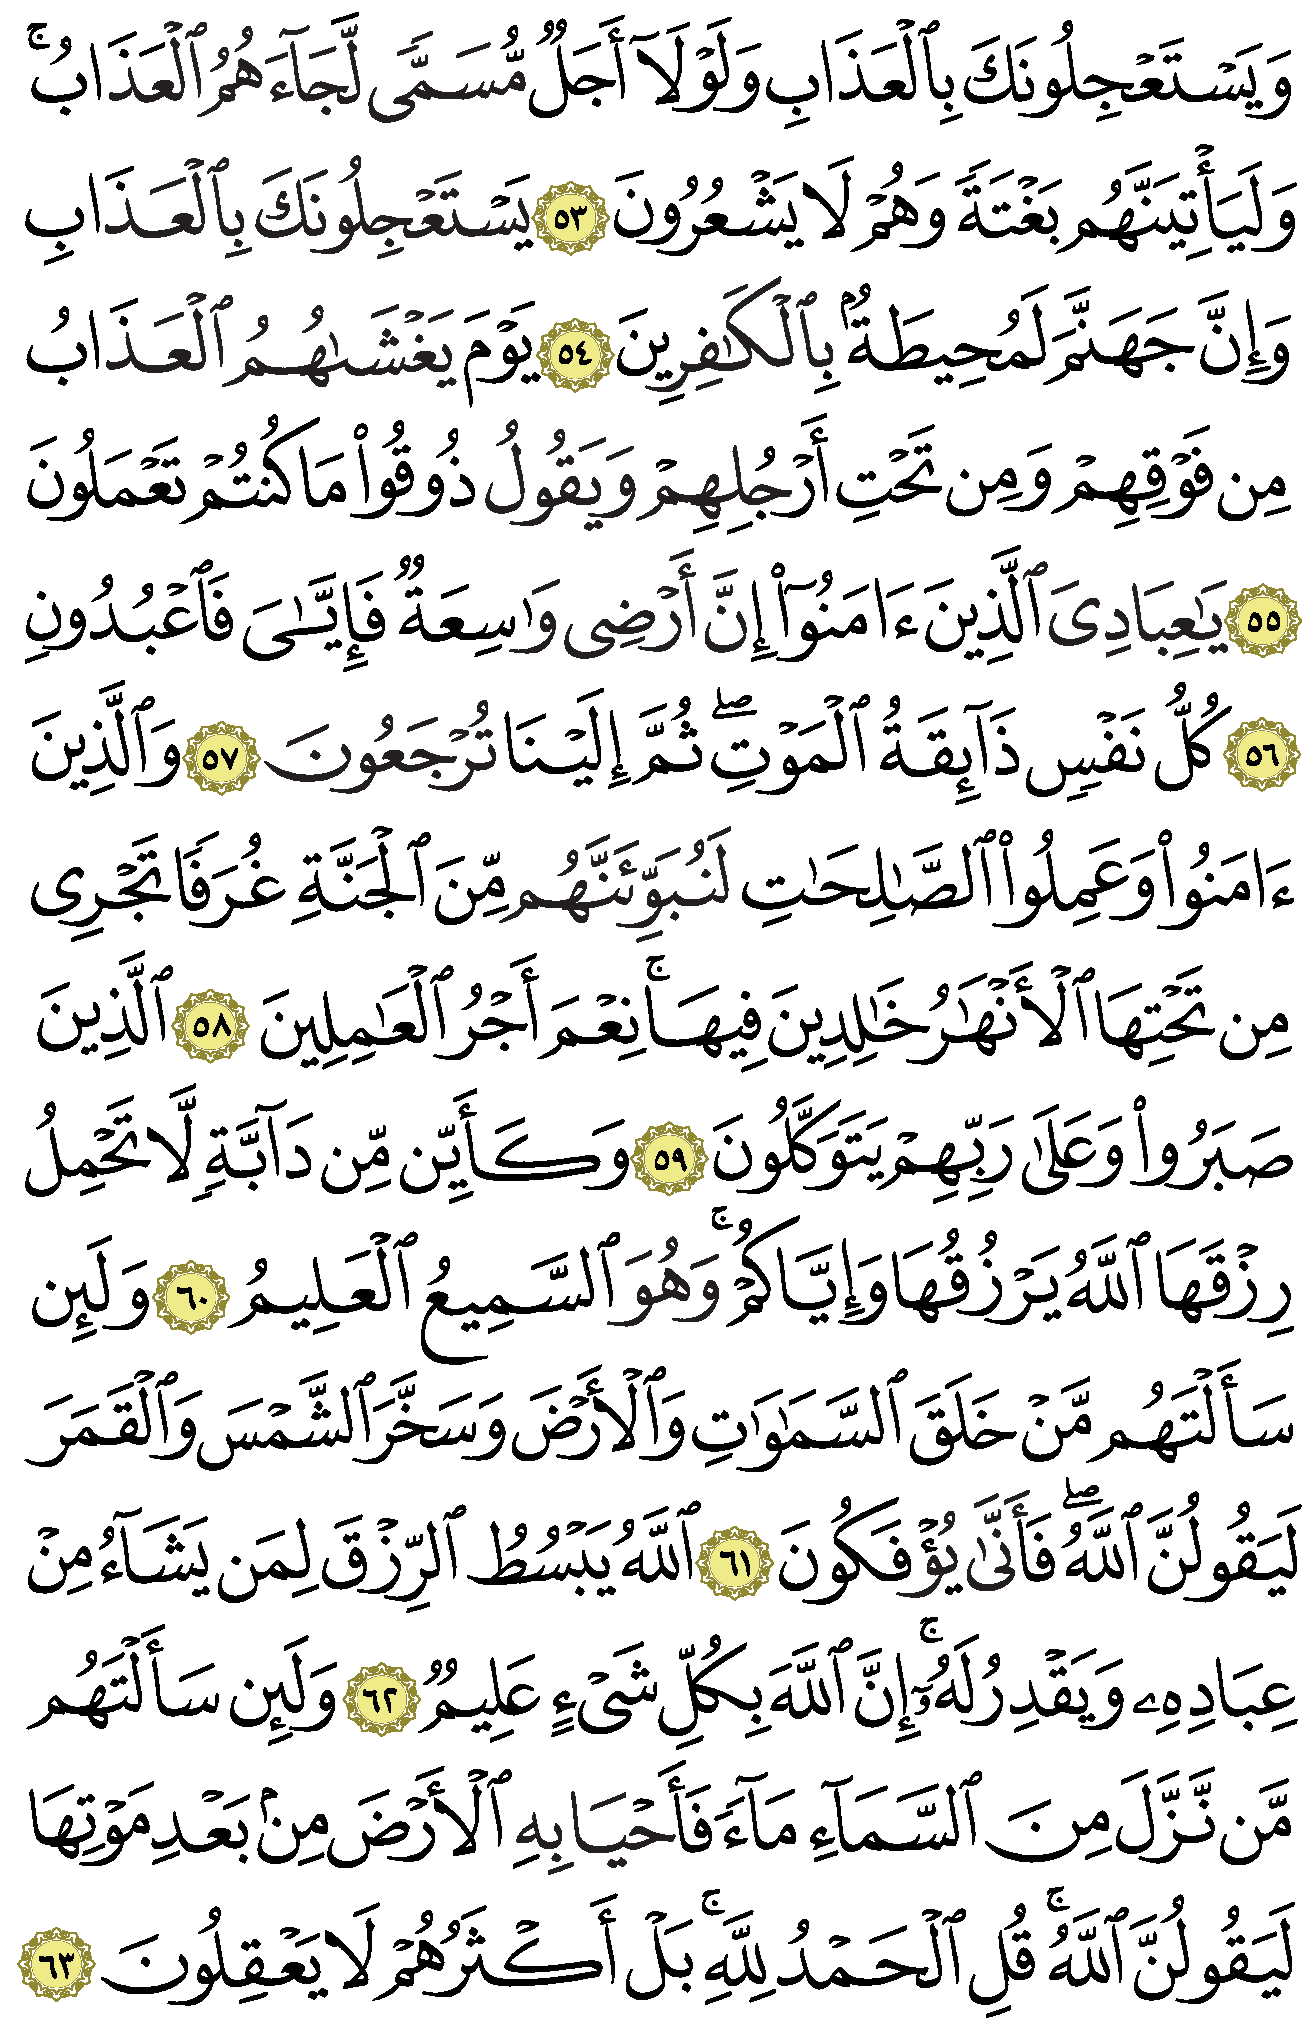 وَيَسْتَعْجِلُونَكَ بِٱلْعَذَابِ وَلَوْلَآ أَجَلٌ مُّسَمًّى لَّجَآءَهُمُ ٱلْعَذَابُ ۚ
وَلَيَأْتِيَنَّهُم بَغْتَةً وَهُمْ لَا يَشْعُرُونَ ٥٣ يَسْتَعْجِلُونَكَ بِٱلْعَذَابِ
وَإِنَّ جَهَنَّمَ لَمُحِيطَةٌۢ بِٱلْكَٰفِرِينَ ٥٤ يَوْمَ يَغْشَىٰهُمُ ٱلْعَذَابُ
مِن فَوْقِهِمْ وَمِن تَحْتِ أَرْجُلِهِمْ وَيَقُولُ ذُوقُوا۟ مَا كُنتُمْ تَعْمَلُونَ
٥٥ يَٰعِبَادِىَ ٱلَّذِينَ ءَامَنُوٓا۟ إِنَّ أَرْضِى وَٰسِعَةٌ فَإِيَّٰىَ فَٱعْبُدُونِ
٥٦ كُلُّ نَفْسٍ ذَآئِقَةُ ٱلْمَوْتِ ۖ ثُمَّ إِلَيْنَا تُرْجَعُونَ ٥٧ وَٱلَّذِينَ
ءَامَنُوا۟ وَعَمِلُوا۟ ٱلصَّٰلِحَٰتِ لَنُبَوِّئَنَّهُم مِّنَ ٱلْجَنَّةِ غُرَفًا تَجْرِى
مِن تَحْتِهَا ٱلْأَنْهَٰرُ خَٰلِدِينَ فِيهَا ۚ نِعْمَ أَجْرُ ٱلْعَٰمِلِينَ ٥٨ ٱلَّذِينَ
صَبَرُوا۟ وَعَلَىٰ رَبِّهِمْ يَتَوَكَّلُونَ ٥٩ وَكَأَيِّن مِّن دَآبَّةٍ لَّا تَحْمِلُ
رِزْقَهَا ٱللَّهُ يَرْزُقُهَا وَإِيَّاكُمْ ۚ وَهُوَ ٱلسَّمِيعُ ٱلْعَلِيمُ ٦٠ وَلَئِن
سَأَلْتَهُم مَّنْ خَلَقَ ٱلسَّمَٰوَٰتِ وَٱلْأَرْضَ وَسَخَّرَ ٱلشَّمْسَ وَٱلْقَمَرَ
لَيَقُولُنَّ ٱللَّهُ ۖ فَأَنَّىٰ يُؤْفَكُونَ ٦١ ٱللَّهُ يَبْسُطُ ٱلرِّزْقَ لِمَن يَشَآءُ مِنْ
عِبَادِهِۦ وَيَقْدِرُ لَهُۥٓ ۚ إِنَّ ٱللَّهَ بِكُلِّ شَىْءٍ عَلِيمٌ ٦٢ وَلَئِن سَأَلْتَهُم
مَّن نَّزَّلَ مِنَ ٱلسَّمَآءِ مَآءً فَأَحْيَا بِهِ ٱلْأَرْضَ مِنۢ بَعْدِ مَوْتِهَا
لَيَقُولُنَّ ٱللَّهُ ۚ قُلِ ٱلْحَمْدُ لِلَّهِ ۚ بَلْ أَكْثَرُهُمْ لَا يَعْقِلُونَ ٦٣